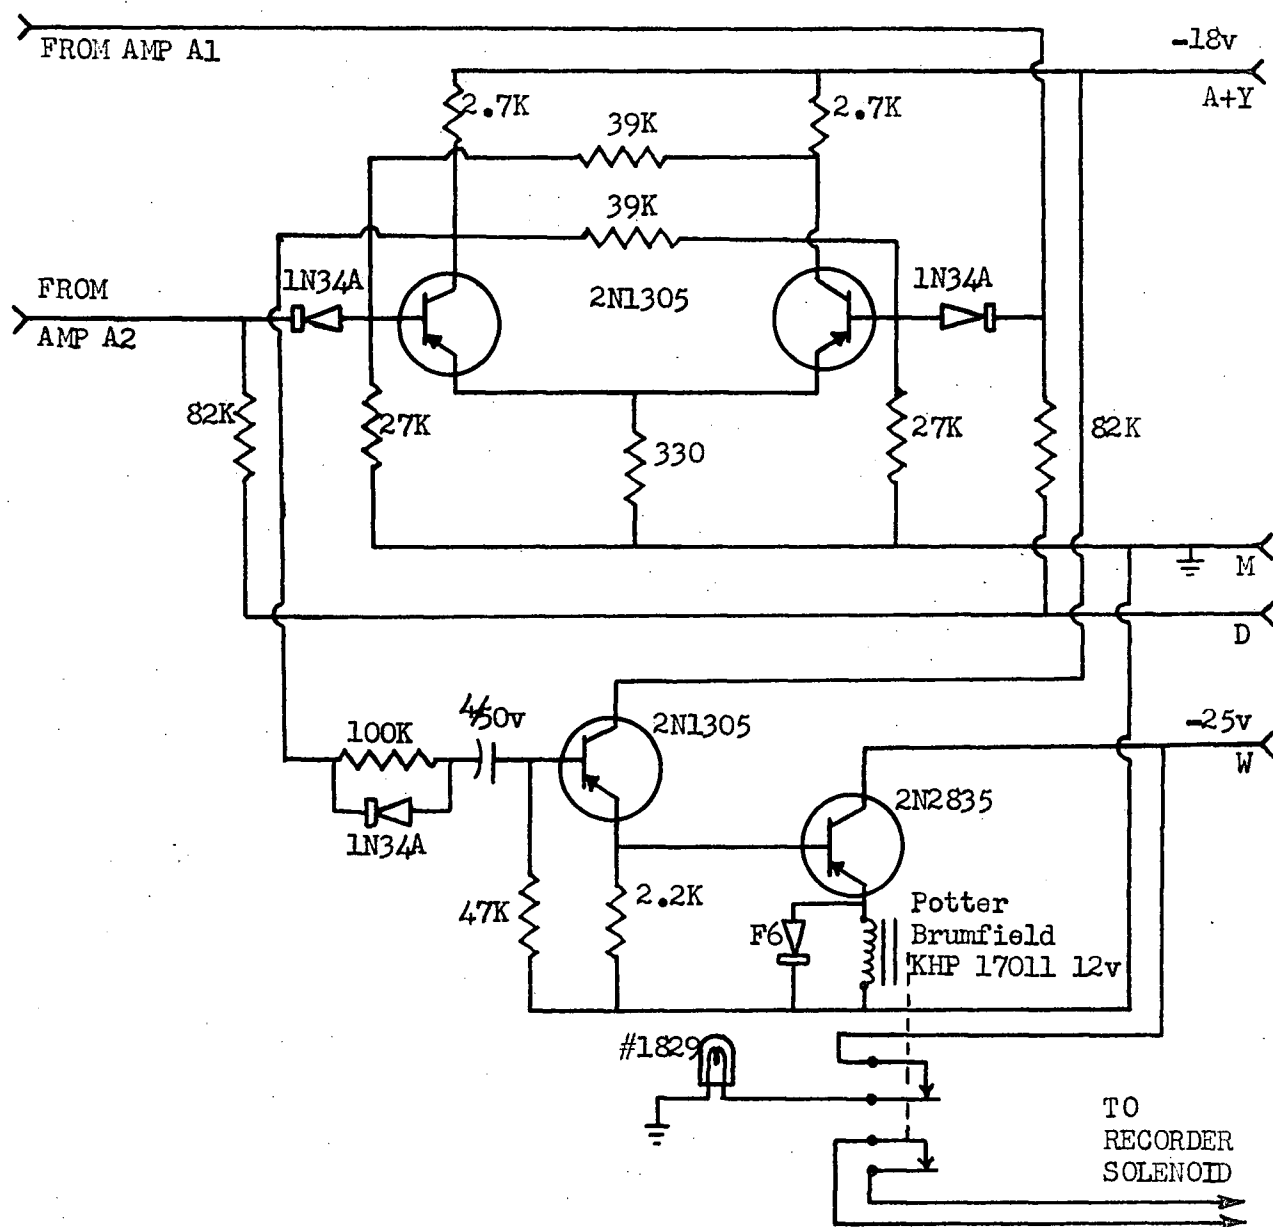 FROM AMP A1
-18v
A+Y
2.7K
2.7K
39K
39K
1N34A
2N1305
1N34A
FROM
AMP A2
82K
27K
330
27K
82K
M
D
100K
50v
2N1305
-25v
W
1N34A
2N2835
47K
2.2K
F6
Potter
Brumfield
KHP 17011 12v
#1829
TO
RECORDER
SOLENOID